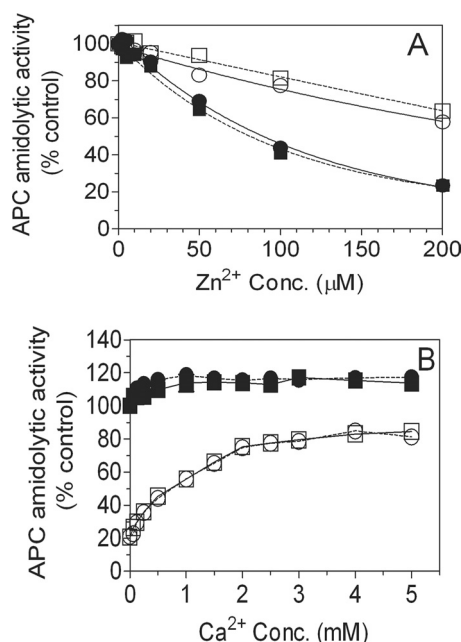 A
APC amidolytic activity
(% control)
100
80
60
40
20
0
0 50 100 150 200
Zn²⁺ Conc. (μM)
B
APC amidolytic activity
(% control)
140
120
100
80
60
40
20
0
0 1 2 3 4 5
Ca²⁺ Conc. (mM)